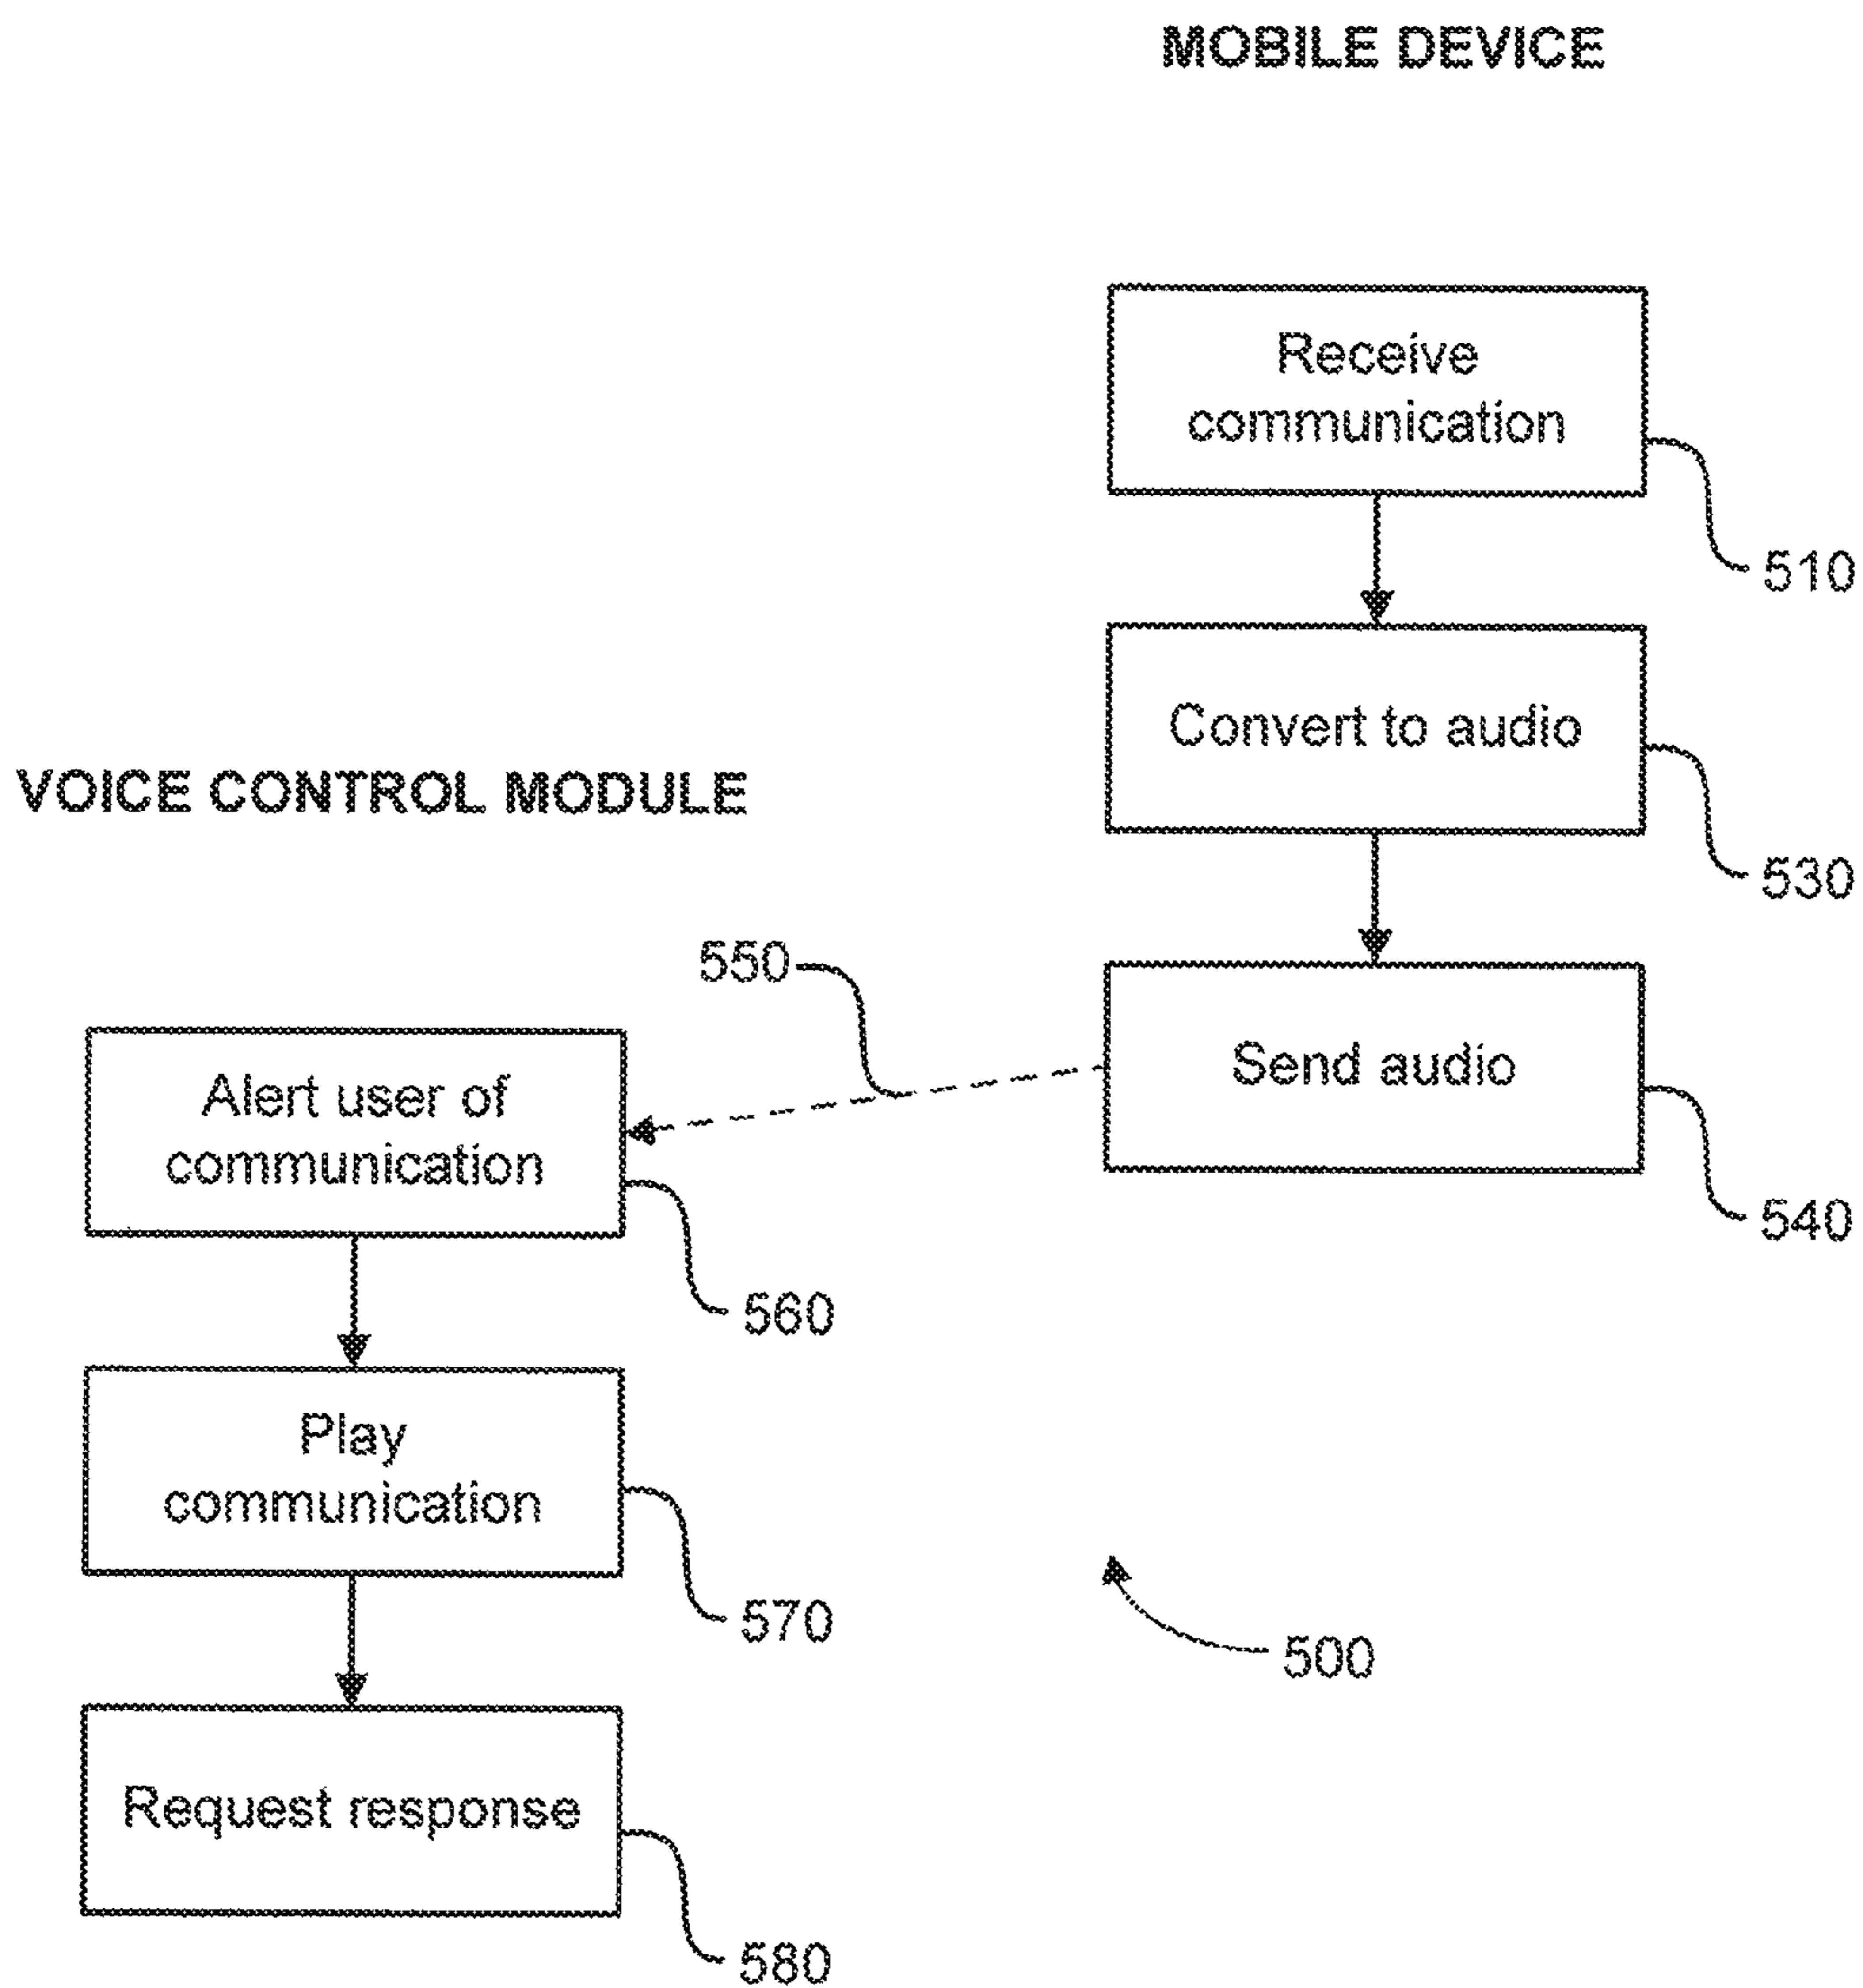 MOBILE DEVICE
Receive
communication
510
Convert to audio
530
VOICE CONTROL MODULE
550
Send audio
540
Alert user of
communication
560
Play
communication
570
500
Request response
580